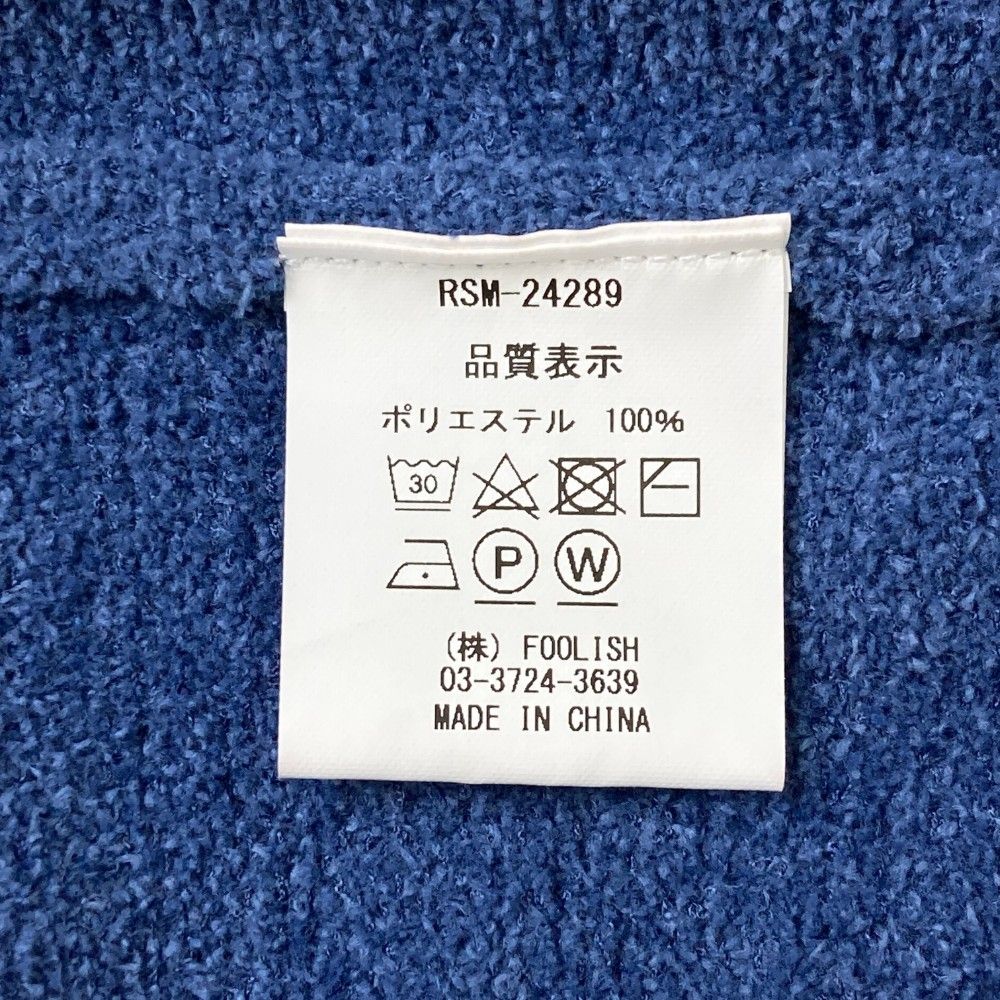 RSM-24289
品質表示
ポリエステル 100%
30
P W
(株) FOOLISH
03-3724-3639
MADE IN CHINA